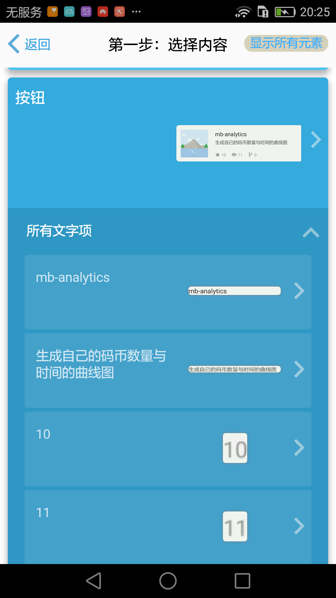 无服务 ... 20:25
返回 第一步：选择内容 显示所有元素
按钮
mb-analytics
生成自己的码币数量与时间的曲线图
10 11 0
所有文字项
mb-analytics
mb-analytics
生成自己的码币数量与
时间的曲线图
生成自己的码币数量与时间的曲线图
10
10
11
11